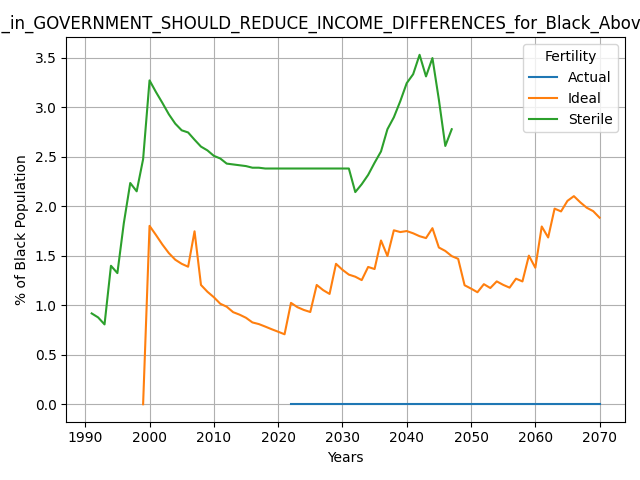 _in_GOVERNMENT_SHOULD_REDUCE_INCOME_DIFFERENCES_for_Black_Abov
Fertility
Actual
Ideal
Sterile
% of Black Population
3.5
3.0
2.5
2.0
1.5
1.0
0.5
0.0
1990 2000 2010 2020 2030 2040 2050 2060 2070
Years